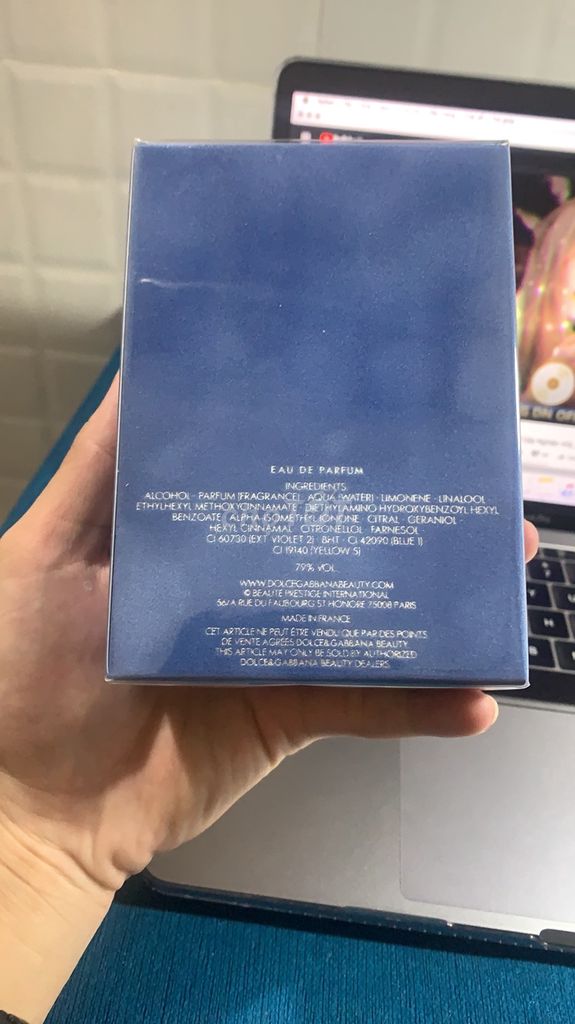 EAU DE PARFUM
INGREDIENTS:
ALCOHOL · PARFUM (FRAGRANCE) · AQUA (WATER) · LIMONENE · LINALOOL ·
ETHYLHEXYL METHOXYCINNAMATE · DIETHYLAMINO HYDROXYBENZOYL HEXYL
BENZOATE · ALPHA-ISOMETHYL IONONE · CITRAL · GERANIOL ·
HEXYL CINNAMAL · CITRONELLOL · FARNESOL ·
CI 60730 (EXT VIOLET 2) · BHT · CI 42090 (BLUE 1) ·
CI 19140 (YELLOW 5)
79% VOL.
WWW.DOLCEGABBANABEAUTY.COM
© BEAUTE PRESTIGE INTERNATIONAL
56/A RUE DU FAUBOURG ST HONORE 75008 PARIS
MADE IN FRANCE
CET ARTICLE NE PEUT ÊTRE VENDU QUE PAR DES POINTS
DE VENTE AGRÉÉS DOLCE&GABBANA BEAUTY
THIS ARTICLE MAY ONLY BE SOLD BY AUTHORIZED
DOLCE&GABBANA BEAUTY DEALERS.